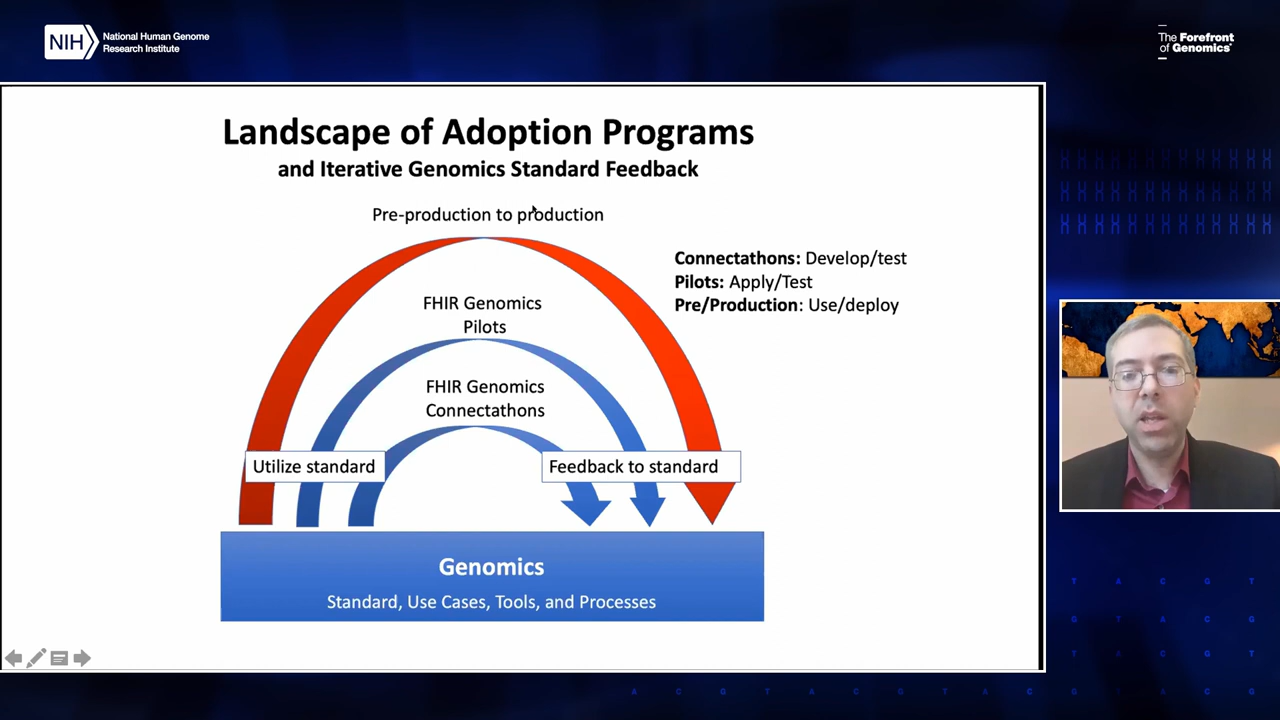 NIH
National Human Genome
Research Institute
The Forefront
of Genomics®
Landscape of Adoption Programs
and Iterative Genomics Standard Feedback
Pre-production to production
Connectathons: Develop/test
Pilots: Apply/Test
Pre/Production: Use/deploy
FHIR Genomics
Pilots
FHIR Genomics
Connectathons
Utilize standard
Feedback to standard
Genomics
Standard, Use Cases, Tools, and Processes
T A C G T
G T A C G
T A C G T
A C G T A C G T A C G T A C G